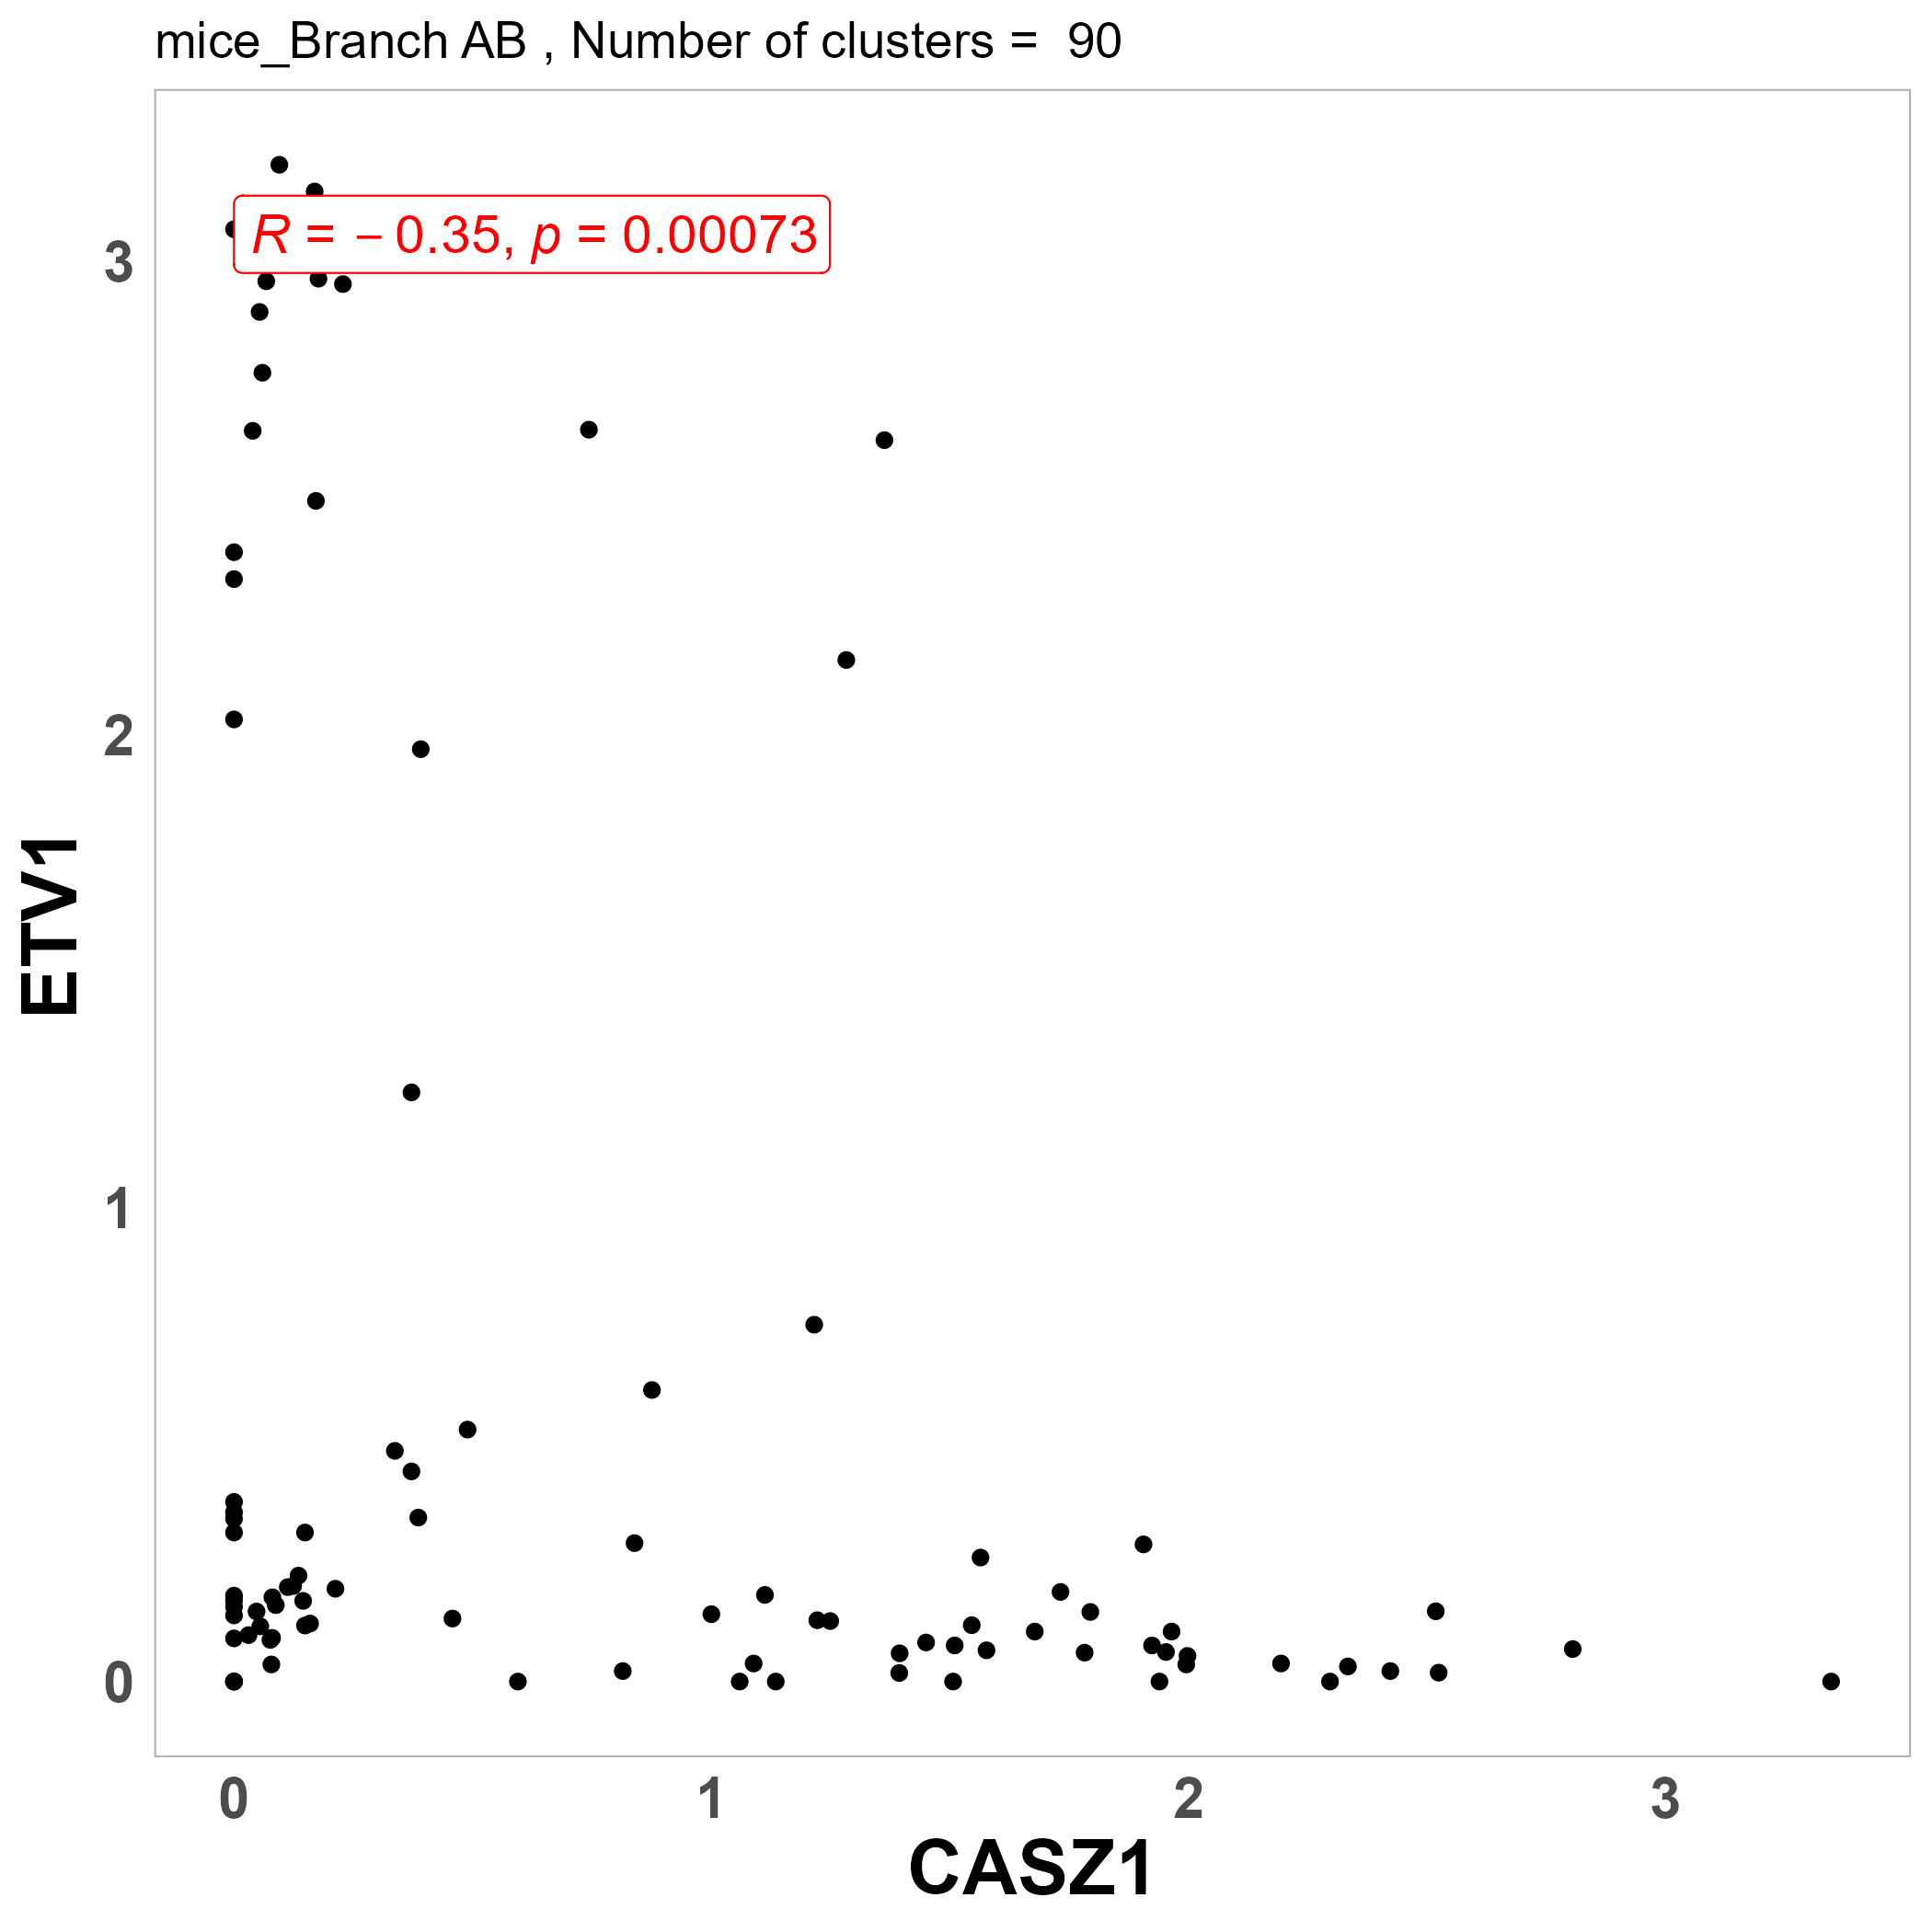 mice_Branch AB , Number of clusters =  90
R = − 0.35, p = 0.00073
3
2
1
0
ETV1
0 1 2 3
CASZ1